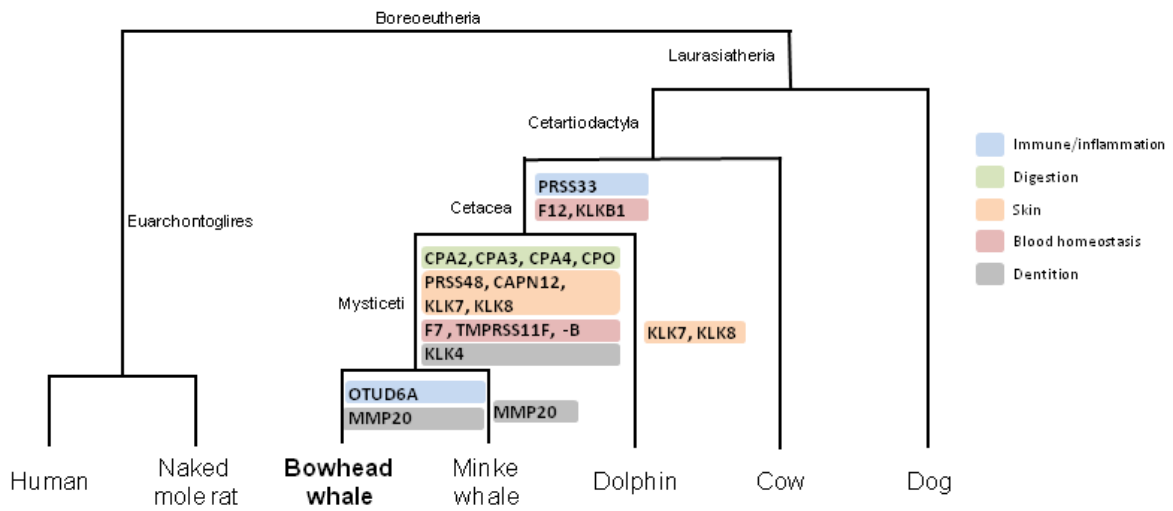 Boreoeutheria
Laurasiatheria
Cetartiodactyla
Immune/inflammation
Digestion
Skin
Blood homeostasis
Dentition
PRSS33
F12, KLKB1
Cetacea
Euarchontoglires
CPA2, CPA3, CPA4, CPO
PRSS48, CAPN12,
KLK7, KLK8
Mysticeti
F7, TMPRSS11F, -B
KLK4
KLK7, KLK8
OTUD6A
MMP20
MMP20
Human
Naked
mole rat
Bowhead
whale
Minke
whale
Dolphin
Cow
Dog